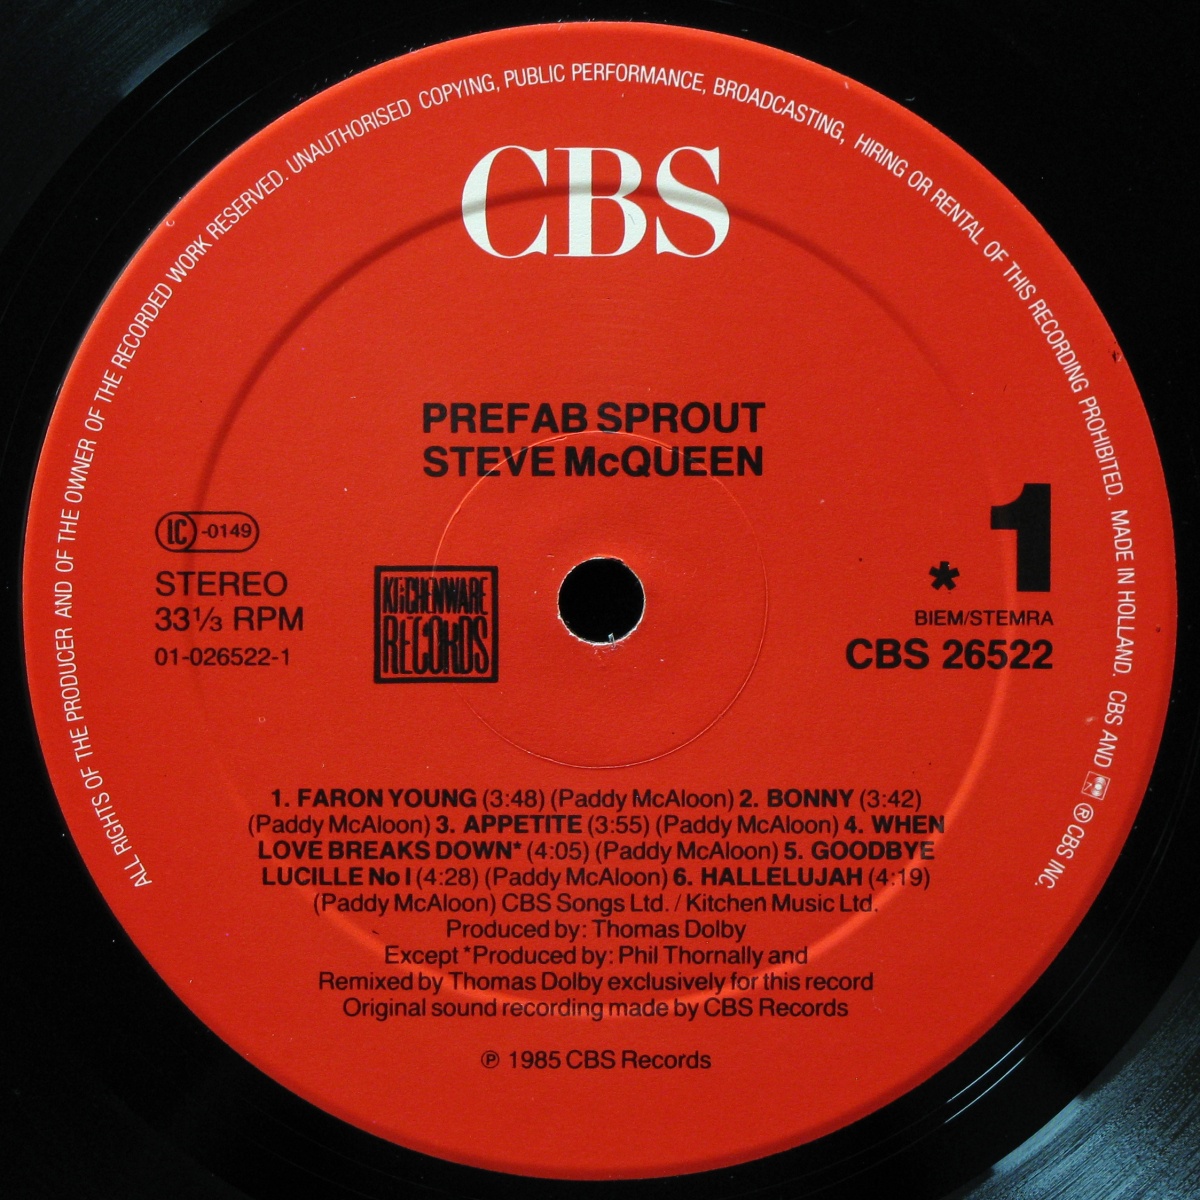 ALL RIGHTS OF THE PRODUCER AND OF THE OWNER OF THE RECORDED WORK RESERVED. UNAUTHORISED COPYING, PUBLIC PERFORMANCE, BROADCASTING, HIRING OR RENTAL OF THIS RECORDING PROHIBITED. MADE IN HOLLAND. CBS AND ® CBS INC.
CBS
PREFAB SPROUT
STEVE McQUEEN
LC -0149
STEREO
33⅓ RPM
01-026522-1
KITCHENWARE
RECORDS
* 1
BIEM/STEMRA
CBS 26522
1. FARON YOUNG (3:48) (Paddy McAloon) 2. BONNY (3:42)
(Paddy McAloon) 3. APPETITE (3:55) (Paddy McAloon) 4. WHEN
LOVE BREAKS DOWN* (4:05) (Paddy McAloon) 5. GOODBYE
LUCILLE No I (4:28) (Paddy McAloon) 6. HALLELUJAH (4:19)
(Paddy McAloon) CBS Songs Ltd. / Kitchen Music Ltd.
Produced by: Thomas Dolby
Except *Produced by: Phil Thornally and
Remixed by Thomas Dolby exclusively for this record
Original sound recording made by CBS Records
℗ 1985 CBS Records